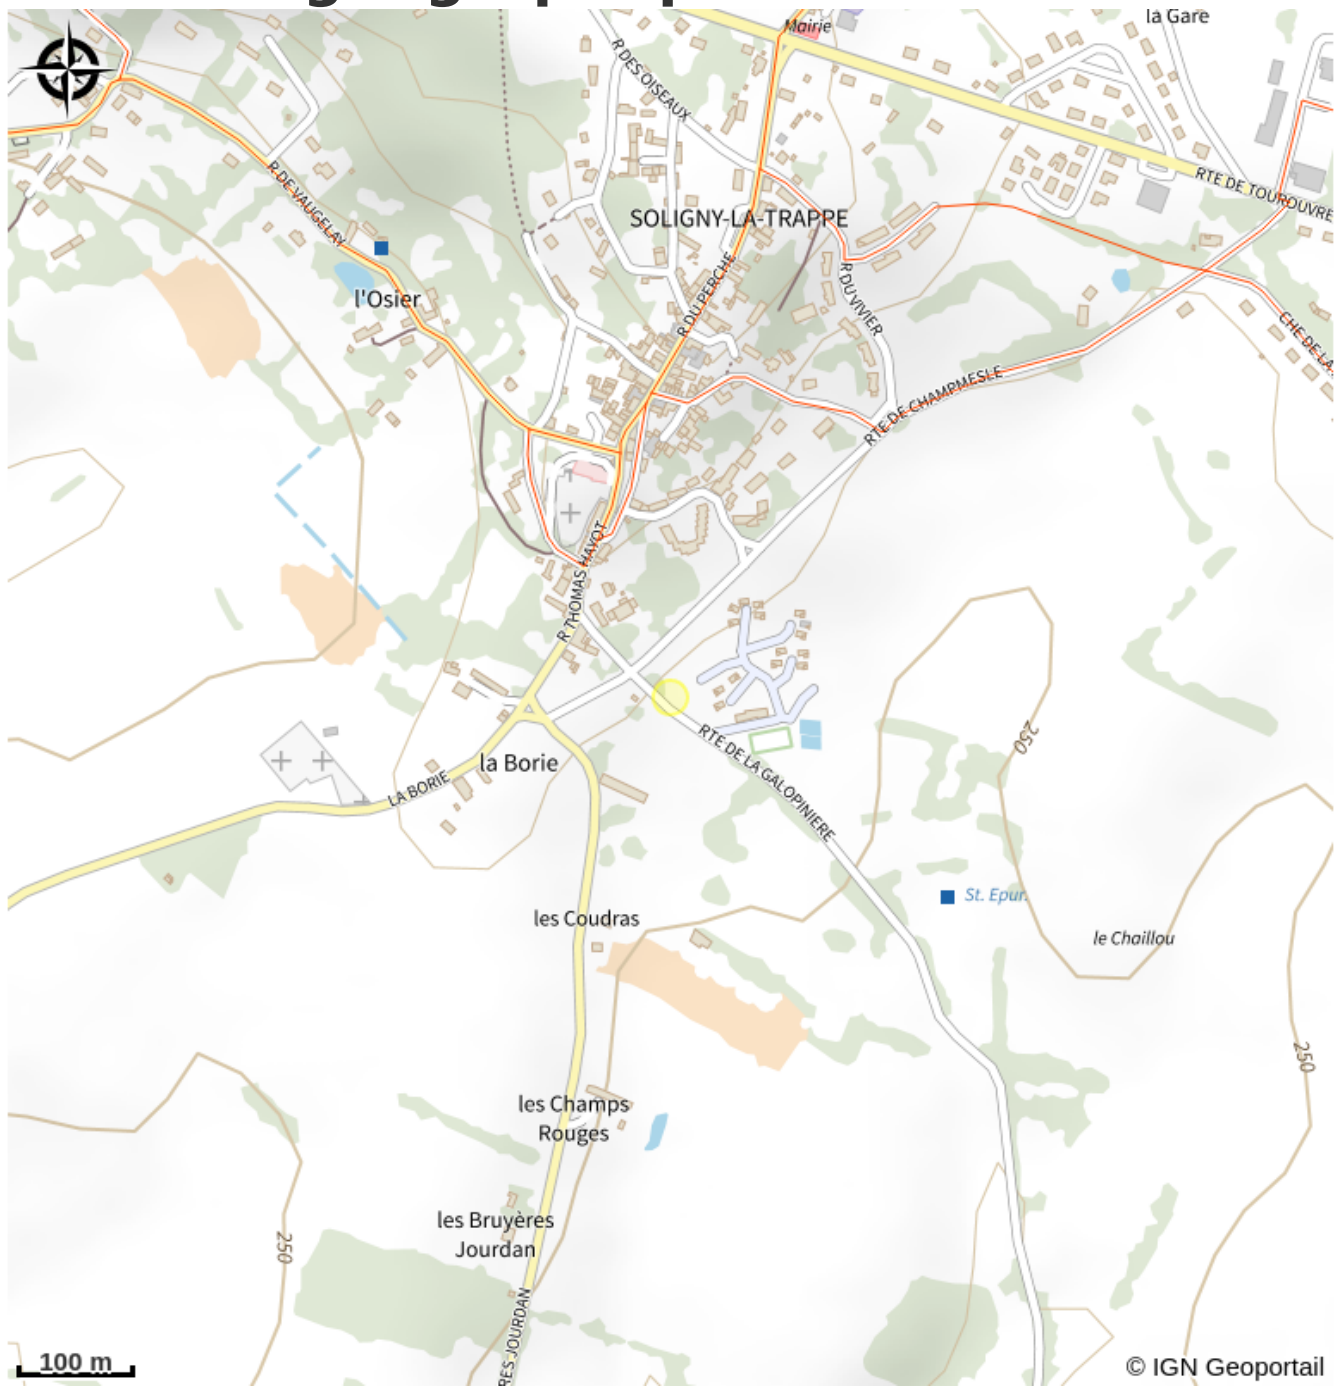 la Gare
Mairie
R DES OISEAUX
RTE DE TOUROUVRE
R DE VAUGELAY
SOLIGNY-LA-TRAPPE
l'Osier
R DU PERCHE
R DU VIVIER
CHE DE LA
RTE DE CHAMPMESLE
R THOMAS HAYOT
la Borie
LA BORIE
RTE DE LA GALOPINIERE
250
St. Epur.
les Coudras
le Chaillou
250
les Champs
Rouges
les Bruyères
Jourdan
250
RES JOURDAN
100 m
© IGN Geoportail